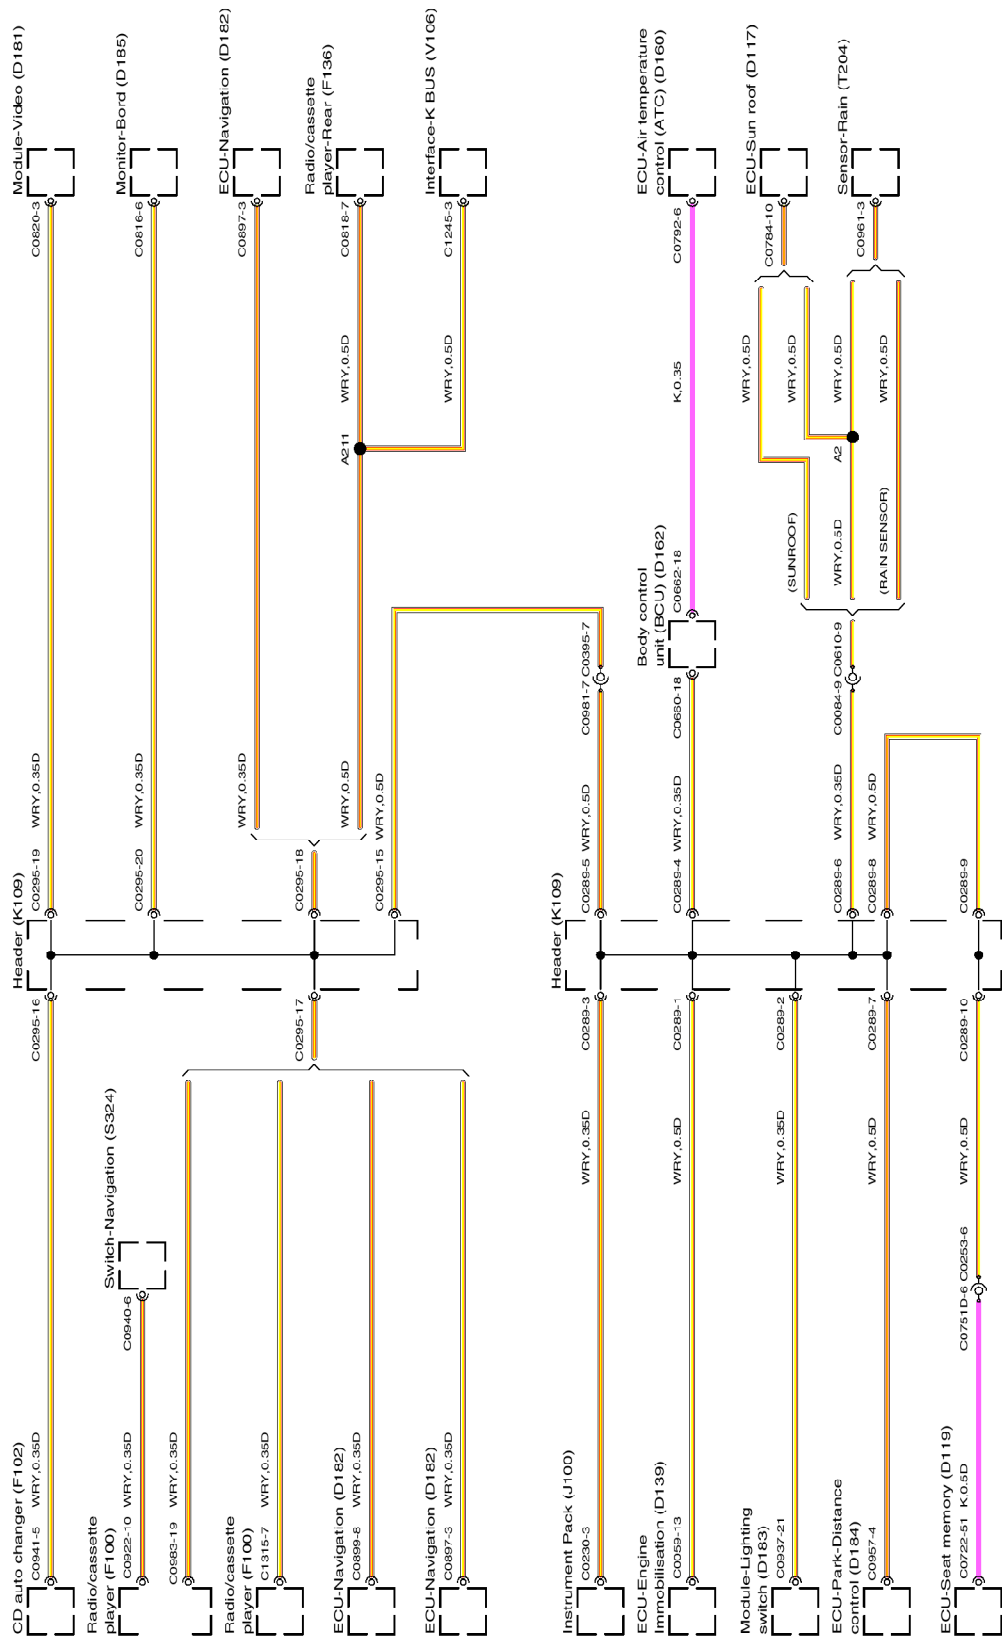 CD auto changer (F102)
C0941-5
WRY,0.35D
C0295-16
Header (K109)
C0295-19
WRY,0.35D
C0820-3
Module-Video (D181)
Radio/cassette
player (F100)
C0922-10
WRY,0.35D
C0940-6
Switch-Navigation (S324)
C0983-19
WRY,0.35D
C0295-20
WRY,0.35D
C0816-6
Monitor-Bord (D185)
Radio/cassette
player (F100)
C1315-7
WRY,0.35D
C0295-17
C0295-18
WRY,0.35D
C0897-3
ECU-Navigation (D182)
ECU-Navigation (D182)
C0899-8
WRY,0.35D
WRY,0.5D
A211
WRY,0.5D
C0818-7
Radio/cassette
player-Rear (F136)
ECU-Navigation (D182)
C0897-3
WRY,0.35D
C0295-15
WRY,0.5D
WRY,0.5D
C1245-3
Interface-K BUS (V106)
Instrument Pack (J100)
C0230-3
WRY,0.35D
C0289-3
Header (K109)
C0289-5
WRY,0.5D
C0981-7
C0395-7
ECU-Engine
Immobilisation (D139)
C0059-13
WRY,0.5D
C0289-1
C0289-4
WRY,0.35D
C0660-18
Body control
unit (BCU) (D162)
C0662-18
K,0.35
C0792-6
ECU-Air temperature
control (ATC) (D160)
Module-Lighting
switch (D183)
C0937-21
WRY,0.35D
C0289-2
(SUNROOF)
WRY,0.5D
WRY,0.5D
C0784-10
ECU-Sun roof (D117)
ECU-Park-Distance
control (D184)
C0957-4
WRY,0.5D
C0289-7
C0289-6
WRY,0.35D
C0084-9
C0610-9
WRY,0.5D
A2
WRY,0.5D
C0961-3
Sensor-Rain (T204)
C0289-8
WRY,0.5D
(RAIN SENSOR)
WRY,0.5D
ECU-Seat memory (D119)
C0722-51
K,0.5D
C0751D-6
C0253-6
WRY,0.5D
C0289-10
C0289-9